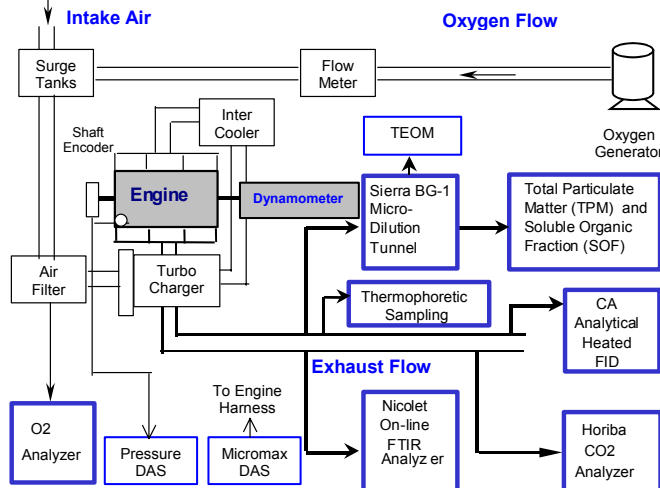 Intake Air
Oxygen Flow
Surge
Tanks
Flow
Meter
Oxygen
Generator
Inter
Cooler
Shaft
Encoder
TEOM
Engine
Dynamometer
Sierra BG-1
Micro-
Dilution
Tunnel
Total Particulate
Matter (TPM) and
Soluble Organic
Fraction (SOF)
Air
Filter
Turbo
Charger
Thermophoretic
Sampling
CA
Analytical
Heated
FID
Exhaust Flow
To Engine
Harness
O2
Analyzer
Pressure
DAS
Micromax
DAS
Nicolet
On-line
FTIR
Analyzer
Horiba
CO2
Analyzer